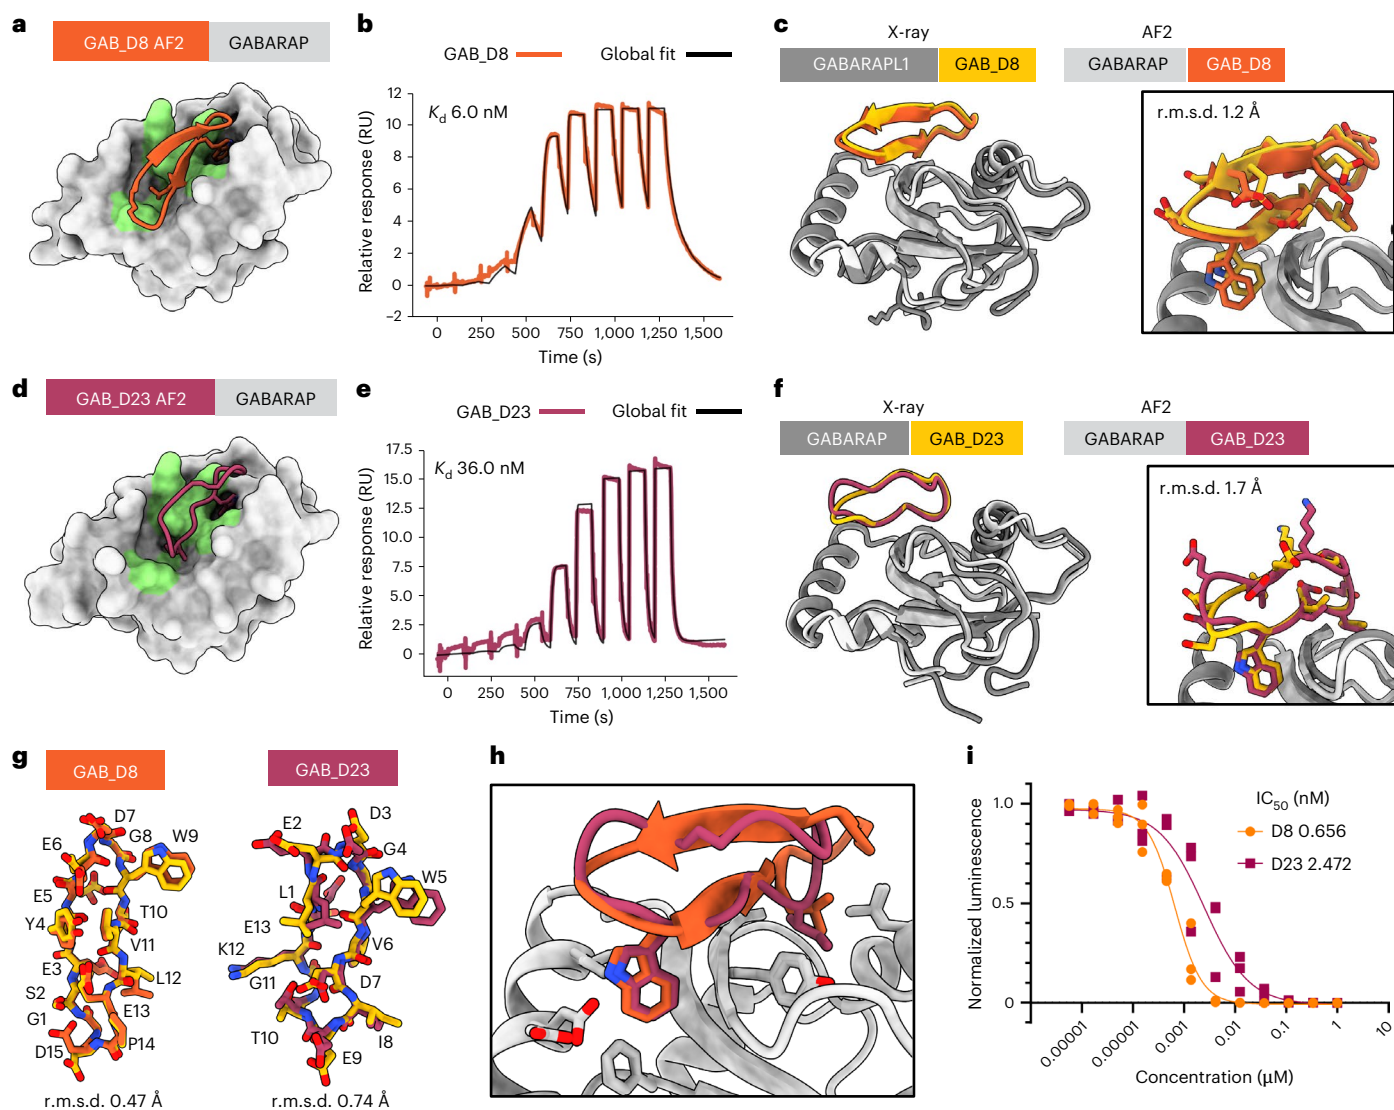 a
GAB_D8 AF2 GABARAP
b
GAB_D8 Global fit
Kd 6.0 nM
Relative response (RU)
12
10
8
6
4
2
0
−2
0 250 500 750 1,000 1,250 1,500
Time (s)
c
X-ray AF2
GABARAPL1 GAB_D8 GABARAP GAB_D8
r.m.s.d. 1.2 Å
d
GAB_D23 AF2 GABARAP
e
GAB_D23 Global fit
Kd 36.0 nM
Relative response (RU)
17.5
15.0
12.5
10.0
7.5
5.0
2.5
0
0 250 500 750 1,000 1,250 1,500
Time (s)
f
X-ray AF2
GABARAP GAB_D23 GABARAP GAB_D23
r.m.s.d. 1.7 Å
g
GAB_D8
D7
G8
W9
E6
E5
T10
Y4
V11
E3
L12
S2
E13
G1
P14
D15
r.m.s.d. 0.47 Å
GAB_D23
D3
E2
G4
W5
L1
E13
V6
K12
G11
D7
T10
I8
E9
r.m.s.d. 0.74 Å
h
i
IC50 (nM)
D8 0.656
D23 2.472
Normalized luminescence
1.0
0.5
0
0.00001 0.00001 0.001 0.01 0.1 1 10
Concentration (µM)